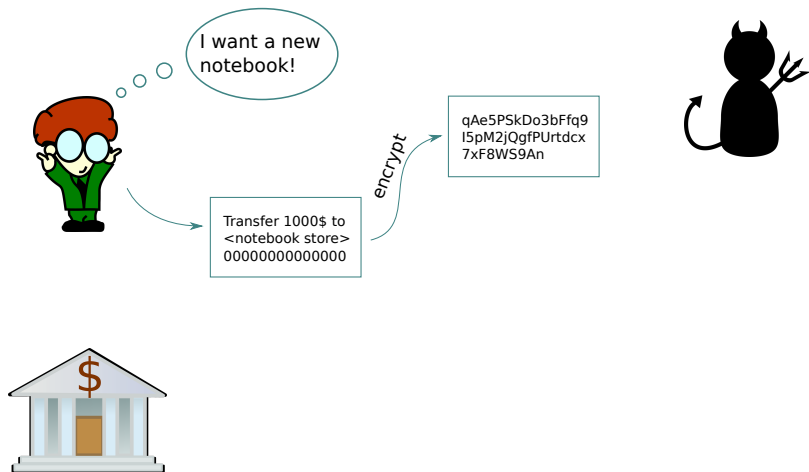 I want a new
notebook!
qAe5PSkDo3bFfq9
I5pM2jQgfPUrtdcx
7xF8WS9An
encrypt
Transfer 1000$ to
<notebook store>
00000000000000
$